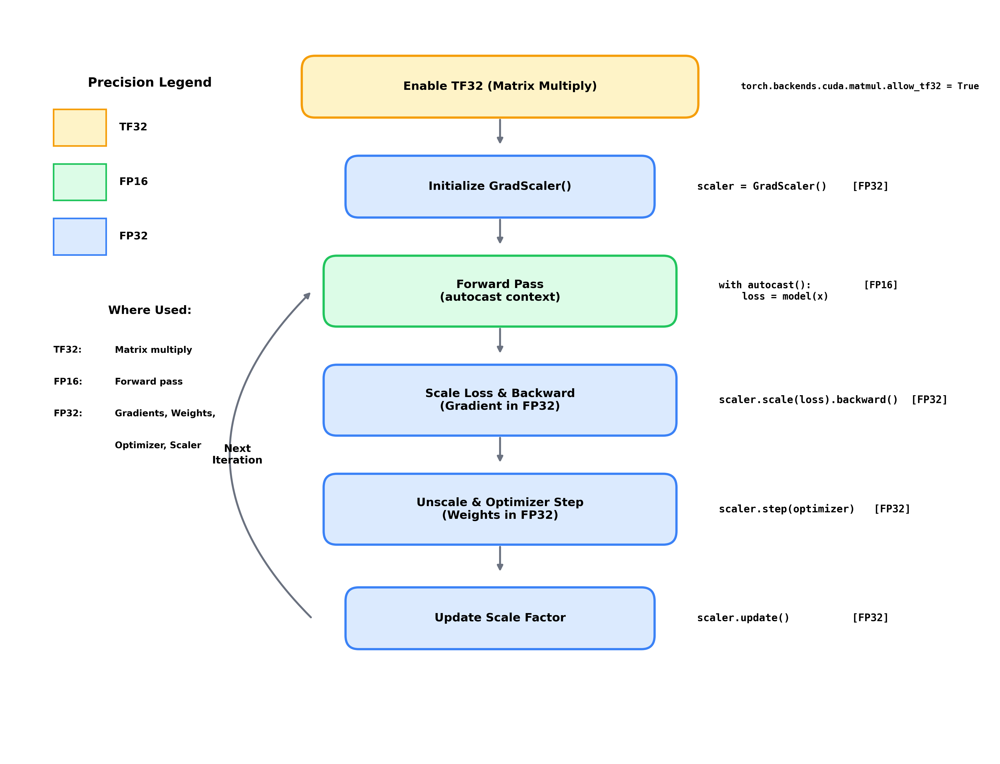 Precision Legend
TF32
FP16
FP32
Where Used:
TF32: Matrix multiply
FP16: Forward pass
FP32: Gradients, Weights,
Optimizer, Scaler
Next
Iteration
Enable TF32 (Matrix Multiply)
torch.backends.cuda.matmul.allow_tf32 = True
Initialize GradScaler()
scaler = GradScaler() [FP32]
Forward Pass
(autocast context)
with autocast(): [FP16]
loss = model(x)
Scale Loss & Backward
(Gradient in FP32)
scaler.scale(loss).backward() [FP32]
Unscale & Optimizer Step
(Weights in FP32)
scaler.step(optimizer) [FP32]
Update Scale Factor
scaler.update() [FP32]